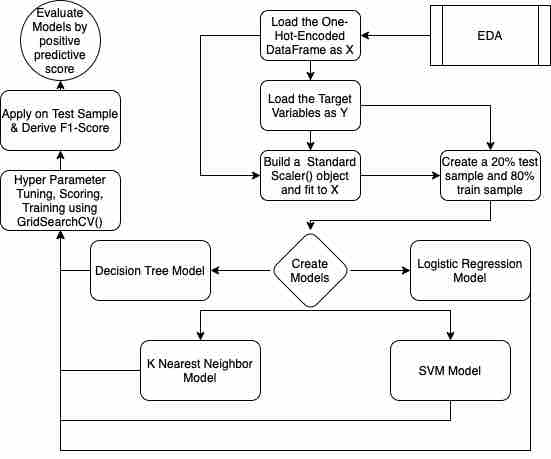 Evaluate
Models by
positive
predictive
score
Load the One-
Hot-Encoded
DataFrame as X
EDA
Apply on Test Sample
& Derive F1-Score
Load the Target
Variables as Y
Hyper Parameter
Tuning, Scoring,
Training using
GridSearchCV()
Build a Standard
Scaler() object
and fit to X
Create a 20% test
sample and 80%
train sample
Decision Tree Model
Create
Models
Logistic Regression
Model
K Nearest Neighbor
Model
SVM Model